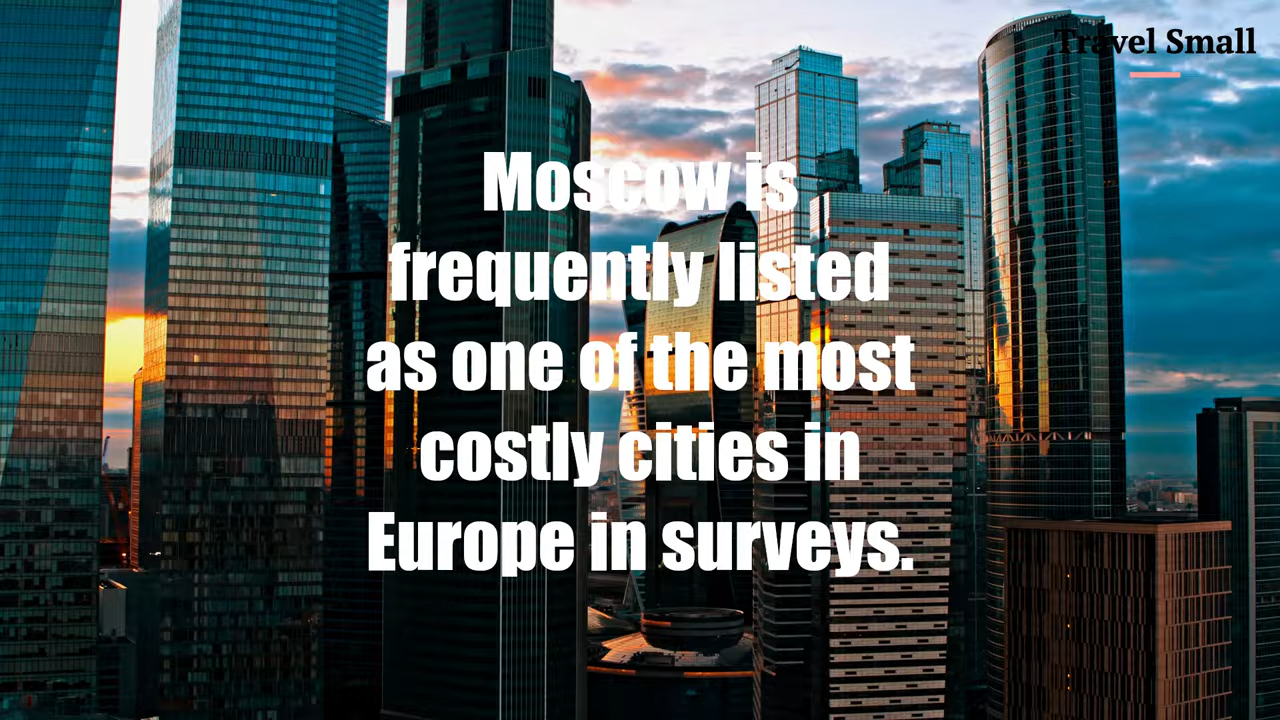 Travel Small
Moscow is
frequently listed
as one of the most
costly cities in
Europe in surveys.